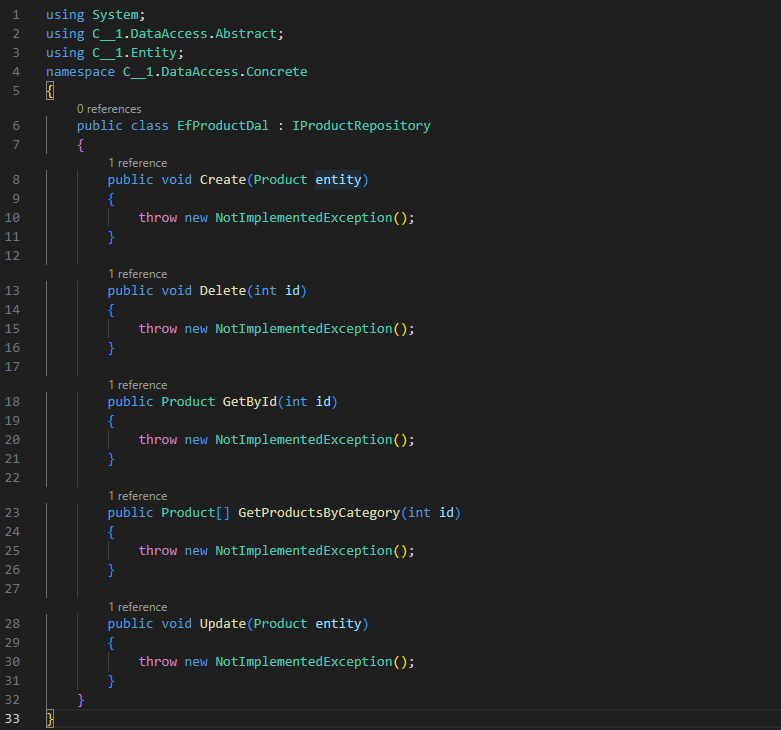 1 using System;
2 using C__1.DataAccess.Abstract;
3 using C__1.Entity;
4 namespace C__1.DataAccess.Concrete
5 {
0 references
6 public class EfProductDal : IProductRepository
7 {
1 reference
8 public void Create(Product entity)
9 {
10 throw new NotImplementedException();
11 }
12
1 reference
13 public void Delete(int id)
14 {
15 throw new NotImplementedException();
16 }
17
1 reference
18 public Product GetById(int id)
19 {
20 throw new NotImplementedException();
21 }
22
1 reference
23 public Product[] GetProductsByCategory(int id)
24 {
25 throw new NotImplementedException();
26 }
27
1 reference
28 public void Update(Product entity)
29 {
30 throw new NotImplementedException();
31 }
32 }
33 }